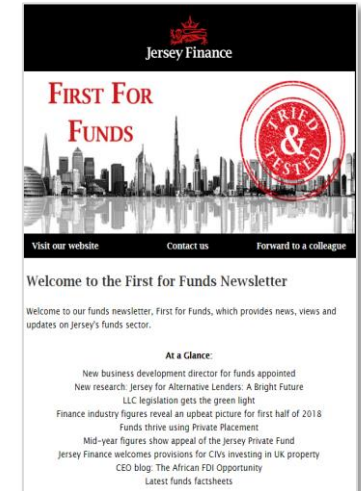 Jersey Finance
FIRST FOR
FUNDS
TRIED
&
TESTED
Visit our website Contact us Forward to a colleague
Welcome to the First for Funds Newsletter
Welcome to our funds newsletter, First for Funds, which provides news, views and
updates on Jersey's funds sector.
At a Glance:
New business development director for funds appointed
New research: Jersey for Alternative Lenders: A Bright Future
LLC legislation gets the green light
Finance industry figures reveal an upbeat picture for first half of 2018
Funds thrive using Private Placement
Mid-year figures show appeal of the Jersey Private Fund
Jersey Finance welcomes provisions for CIVs investing in UK property
CEO blog: The African FDI Opportunity
Latest funds factsheets